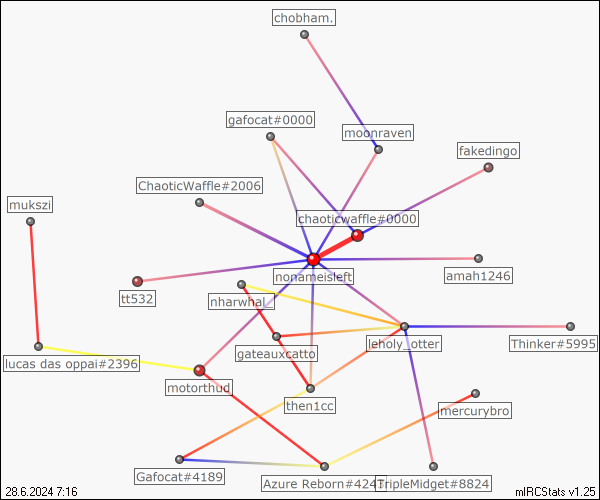 chobham.
gafocat#0000
moonraven
fakedingo
ChaoticWaffle#2006
mukszi
chaoticwaffle#0000
nonameisleft
amah1246
tt532
nharwhal_
leholy_otter
Thinker#5995
gateauxcatto
lucas das oppai#2396
motorthud
then1cc
mercurybro
Gafocat#4189
Azure Reborn#424
TripleMidget#8824
28.6.2024 7:16
mIRCStats v1.25